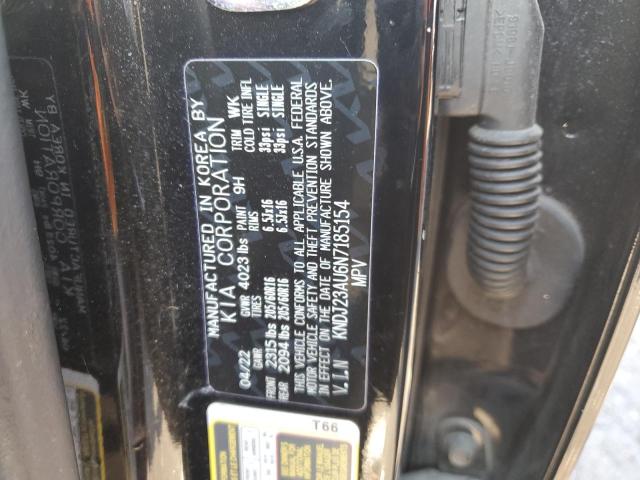 MANUFACTURED IN KOREA BY
KIA CORPORATION
04/22 GVWR 4023 lbs PAINT 9H TRIM WK
GAWR TIRES RIMS COLD TIRE INFL
FRONT 2315 lbs 205/60R16 6.5Jx16 33psi SINGLE
REAR 2094 lbs 205/60R16 6.5Jx16 33psi SINGLE
THIS VEHICLE CONFORMS TO ALL APPLICABLE U.S.A. FEDERAL
MOTOR VEHICLE SAFETY AND THEFT PREVENTION STANDARDS
IN EFFECT ON THE DATE OF MANUFACTURE SHOWN ABOVE.
V.I.N KNDJ23AU6N7185154
MPV
T66